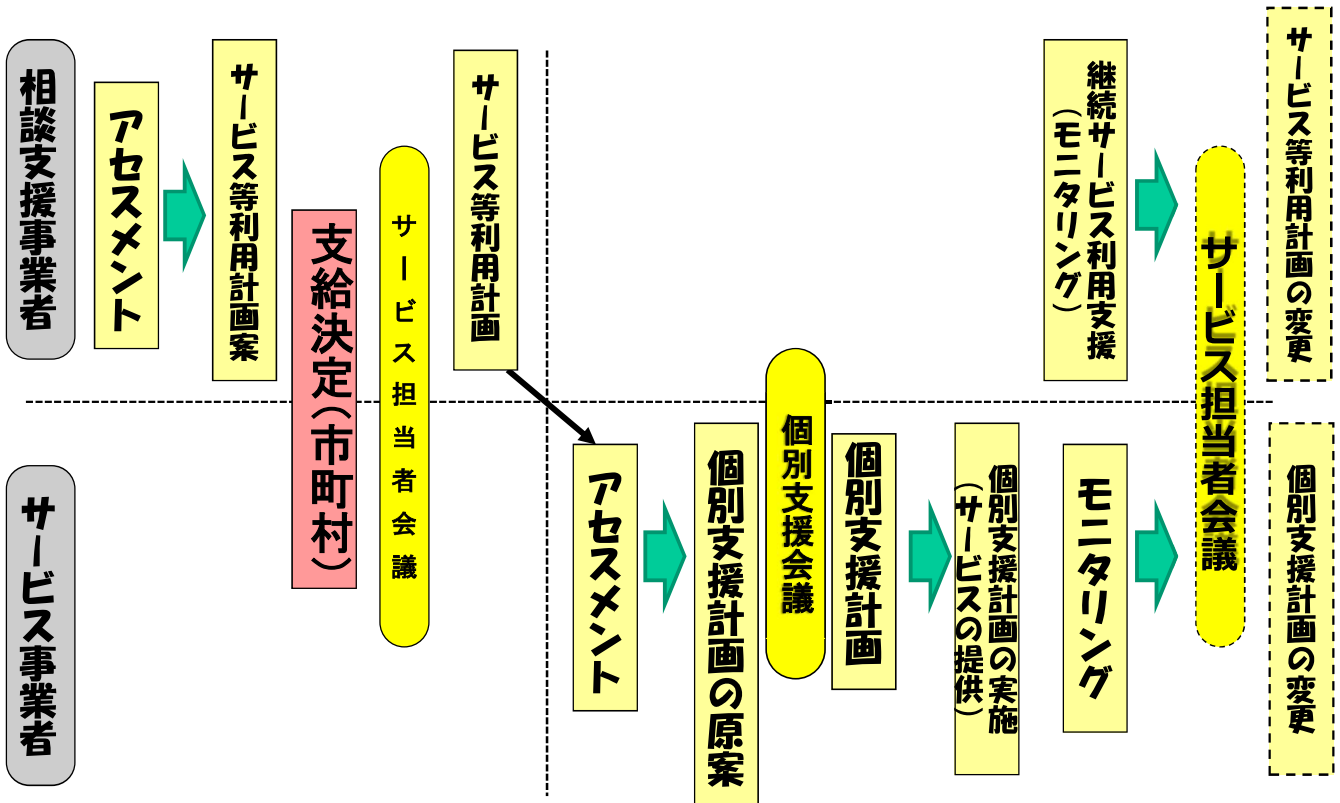 相談支援事業者
アセスメント
サービス等利用計画案
支給決定（市町村）
サービス担当者会議
サービス等利用計画
継続サービス利用支援
（モニタリング）
サービス担当者会議
サービス等利用計画の変更
サービス事業者
アセスメント
個別支援計画の原案
個別支援会議
個別支援計画
個別支援計画の実施
（サービスの提供）
モニタリング
個別支援計画の変更